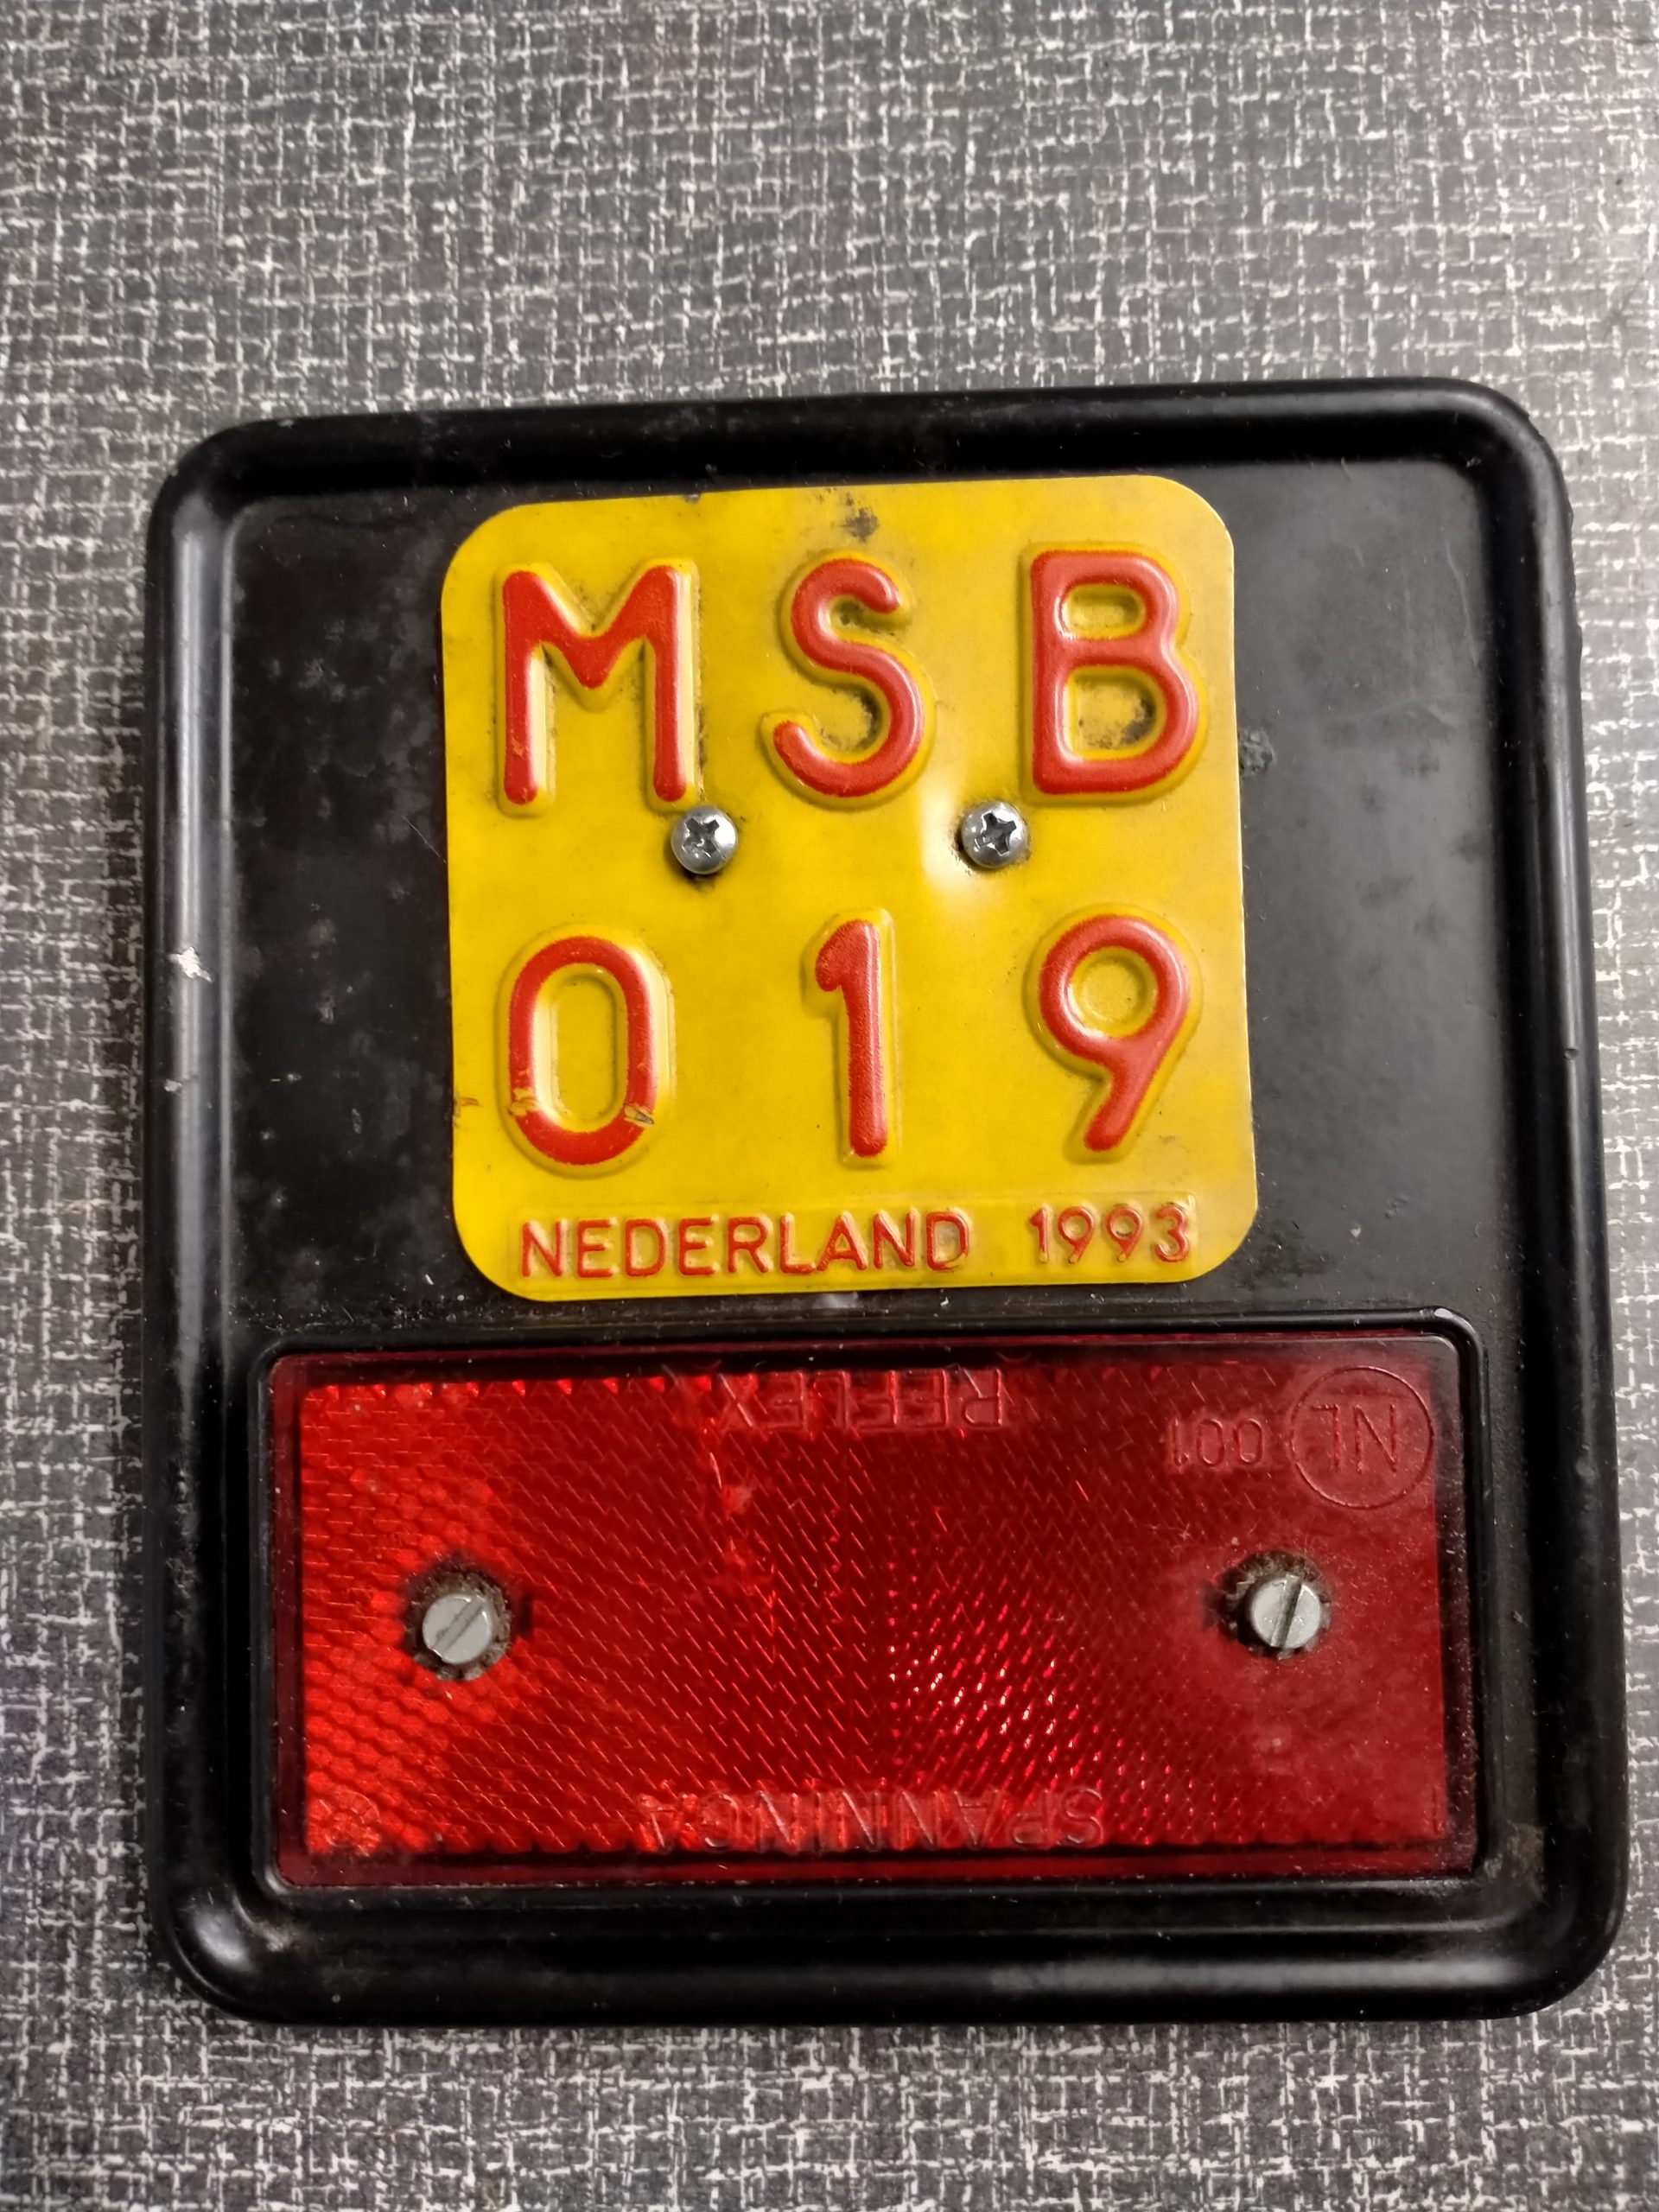 MSB
019
NEDERLAND 1993
REFLEX
NL 001
SPANNINGA